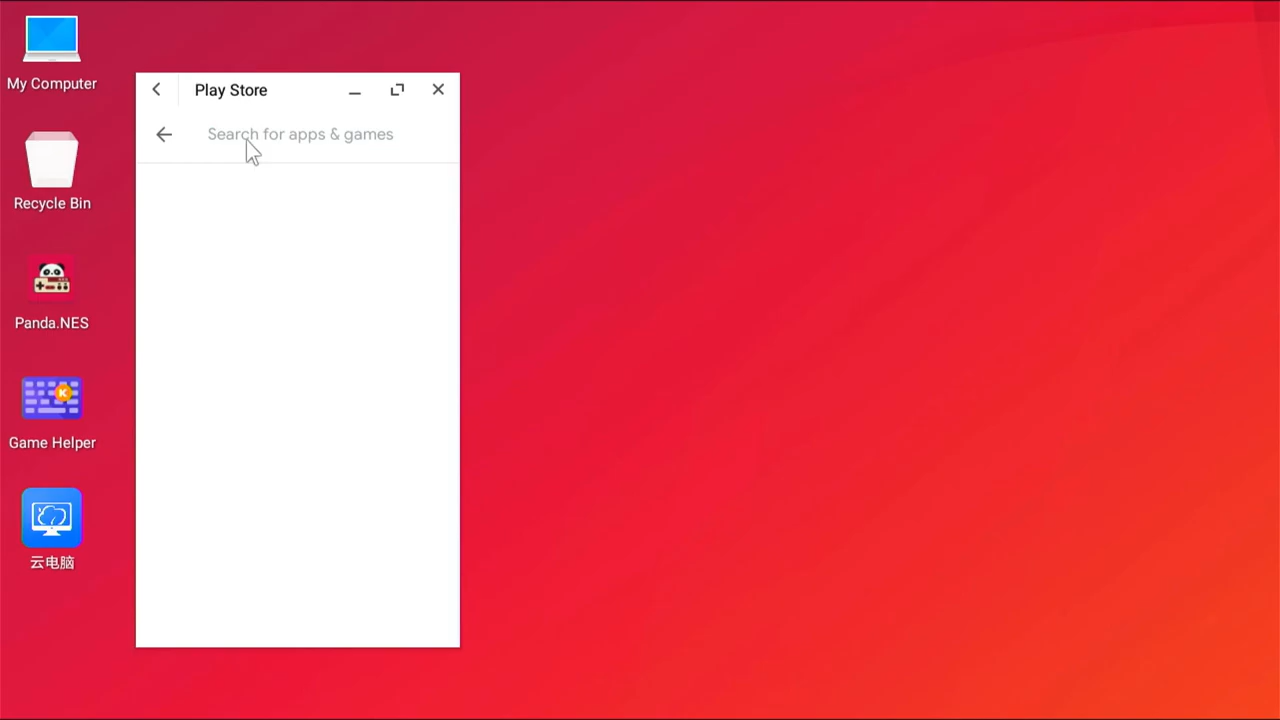 My Computer
Recycle Bin
Panda.NES
Game Helper
云电脑
Play Store
Search for apps & games